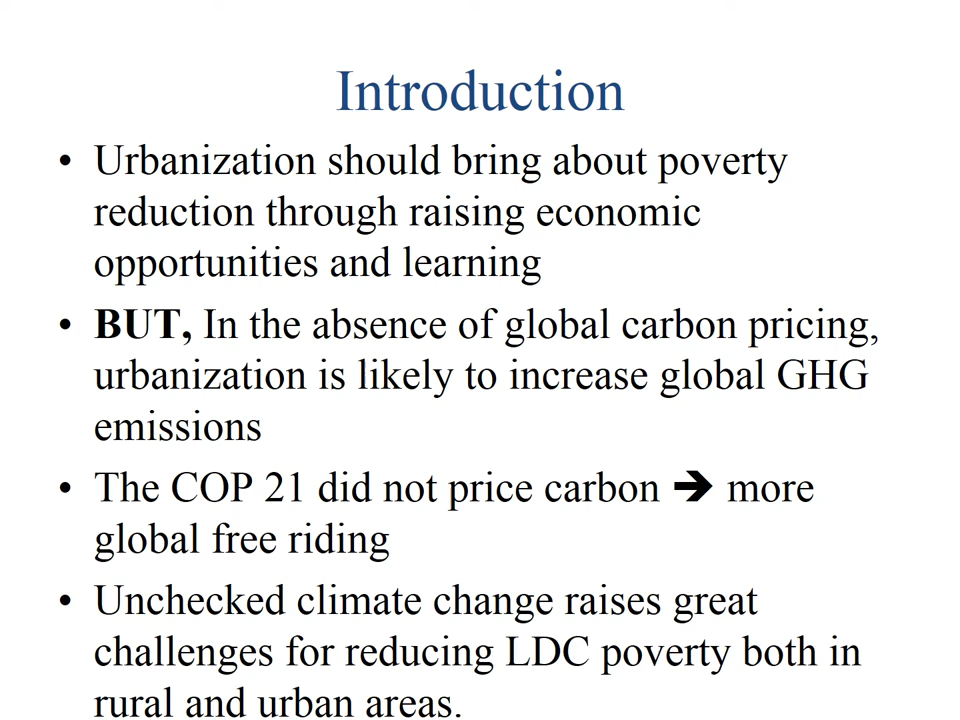 Introduction
• Urbanization should bring about poverty
reduction through raising economic
opportunities and learning
• BUT, In the absence of global carbon pricing,
urbanization is likely to increase global GHG
emissions
• The COP 21 did not price carbon ➔ more
global free riding
• Unchecked climate change raises great
challenges for reducing LDC poverty both in
rural and urban areas.